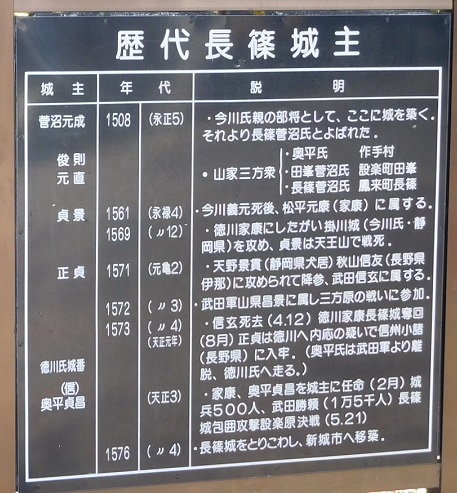 歴代長篠城主
城主 年代 説明
菅沼元成 1508 (永正5) ・今川氏親の部将として、ここに城を築く。
それより長篠菅沼氏とよばれた。
俊則 ・奥平氏 作手村
元直 ・山家三方衆 ・田峯菅沼氏 設楽町田峯
・長篠菅沼氏 鳳来町長篠
貞景 1561 (永禄4) ・今川義元死後、松平元康(家康)に属する。
1569 (〃12) ・徳川家康にしたがい掛川城(今川氏・静
岡県)を攻め、貞景は天王山で戦死。
正貞 1571 (元亀2) ・天野景貫(静岡県犬居)秋山信友(長野県
伊那)に攻められて降参、武田信玄に属する。
1572 (〃3) ・武田軍山県昌景に属し三方原の戦いに参加。
1573 (〃4) ・信玄死去(4.12)徳川家康長篠城奪回
(天正元年) (8月)正貞は徳川へ内応の疑いで信州小諸
(長野県)に入牢。(奥平氏は武田軍より離
脱、徳川氏へ走る。)
徳川氏城番
(信)
奥平貞昌 (天正3) ・家康、奥平貞昌を城主に任命(2月)城
兵500人、武田勝頼(1万5千人)長篠
城包囲攻撃設楽原決戦(5.21)
1576 (〃4) ・長篠城をとりこわし、新城市へ移築。